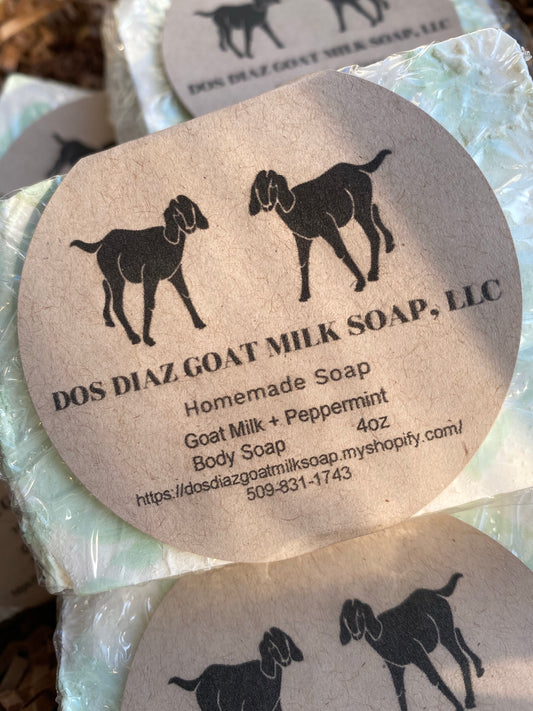 DOS DIAZ GOAT MILK SOAP, LLC
DOS DIAZ GOAT MILK SOAP, LLC
Homemade Soap
Goat Milk + Peppermint
Body Soap 4oz
https://dosdiazgoatmilksoap.myshopify.com/
509-831-1743